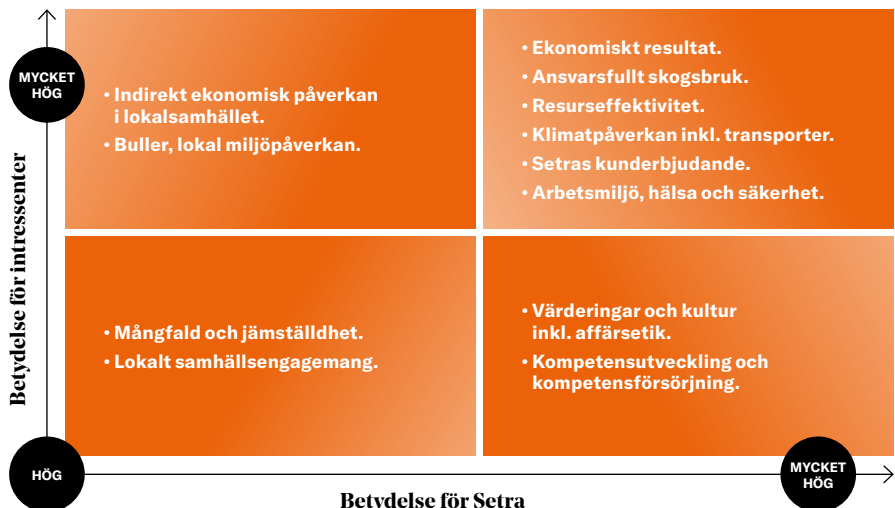 MYCKET
HÖG
Betydelse för intressenter
• Indirekt ekonomisk påverkan
i lokalsamhället.
• Buller, lokal miljöpåverkan.
• Ekonomiskt resultat.
• Ansvarsfullt skogsbruk.
• Resurseffektivitet.
• Klimatpåverkan inkl. transporter.
• Setras kunderbjudande.
• Arbetsmiljö, hälsa och säkerhet.
• Mångfald och jämställdhet.
• Lokalt samhällsengagemang.
• Värderingar och kultur
inkl. affärsetik.
• Kompetensutveckling och
kompetensförsörjning.
HÖG
Betydelse för Setra
MYCKET
HÖG